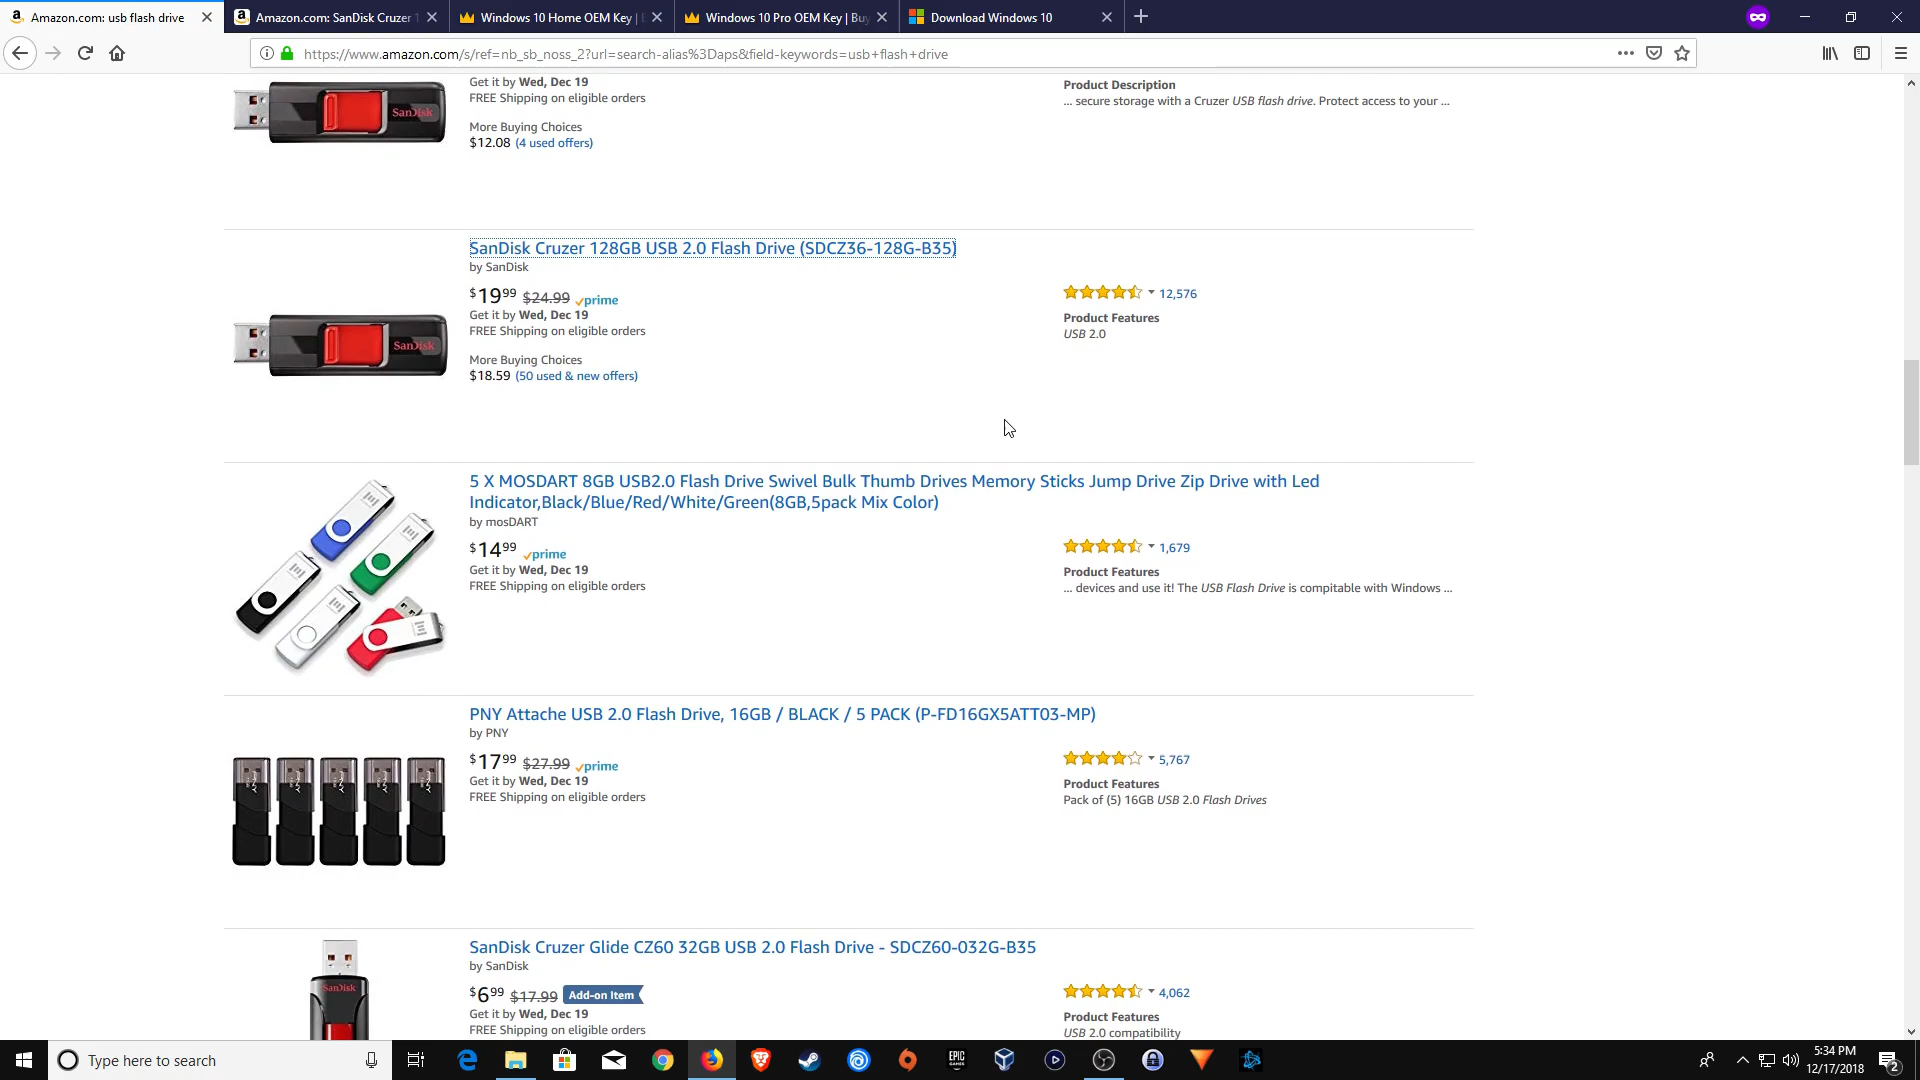 Amazon.com: usb flash drive
Amazon.com: SanDisk Cruzer
Windows 10 Home OEM Key |
Windows 10 Pro OEM Key | Buy
Download Windows 10
https://www.amazon.com/s/ref=nb_sb_noss_2?url=search-alias%3Daps&field-keywords=usb+flash+drive
Get it by Wed, Dec 19
FREE Shipping on eligible orders
More Buying Choices
$12.08 (4 used offers)
Product Description
... secure storage with a Cruzer USB flash drive. Protect access to your ...
SanDisk
SanDisk Cruzer 128GB USB 2.0 Flash Drive (SDCZ36-128G-B35)
by SanDisk
$19.99 $24.99 prime
Get it by Wed, Dec 19
FREE Shipping on eligible orders
More Buying Choices
$18.59 (50 used & new offers)
12,576
Product Features
USB 2.0
SanDisk
5 X MOSDART 8GB USB2.0 Flash Drive Swivel Bulk Thumb Drives Memory Sticks Jump Drive Zip Drive with Led
Indicator,Black/Blue/Red/White/Green(8GB,5pack Mix Color)
by mosDART
$14.99 prime
Get it by Wed, Dec 19
FREE Shipping on eligible orders
1,679
Product Features
... devices and use it! The USB Flash Drive is compitable with Windows ...
PNY Attache USB 2.0 Flash Drive, 16GB / BLACK / 5 PACK (P-FD16GX5ATT03-MP)
by PNY
$17.99 $27.99 prime
Get it by Wed, Dec 19
FREE Shipping on eligible orders
5,767
Product Features
Pack of (5) 16GB USB 2.0 Flash Drives
SanDisk Cruzer Glide CZ60 32GB USB 2.0 Flash Drive - SDCZ60-032G-B35
by SanDisk
$6.99 $17.99 Add-on Item
Get it by Wed, Dec 19
FREE Shipping on eligible orders
4,062
Product Features
USB 2.0 compatibility
SanDisk
Type here to search
EPIC
GAMES
5:34 PM
12/17/2018
2